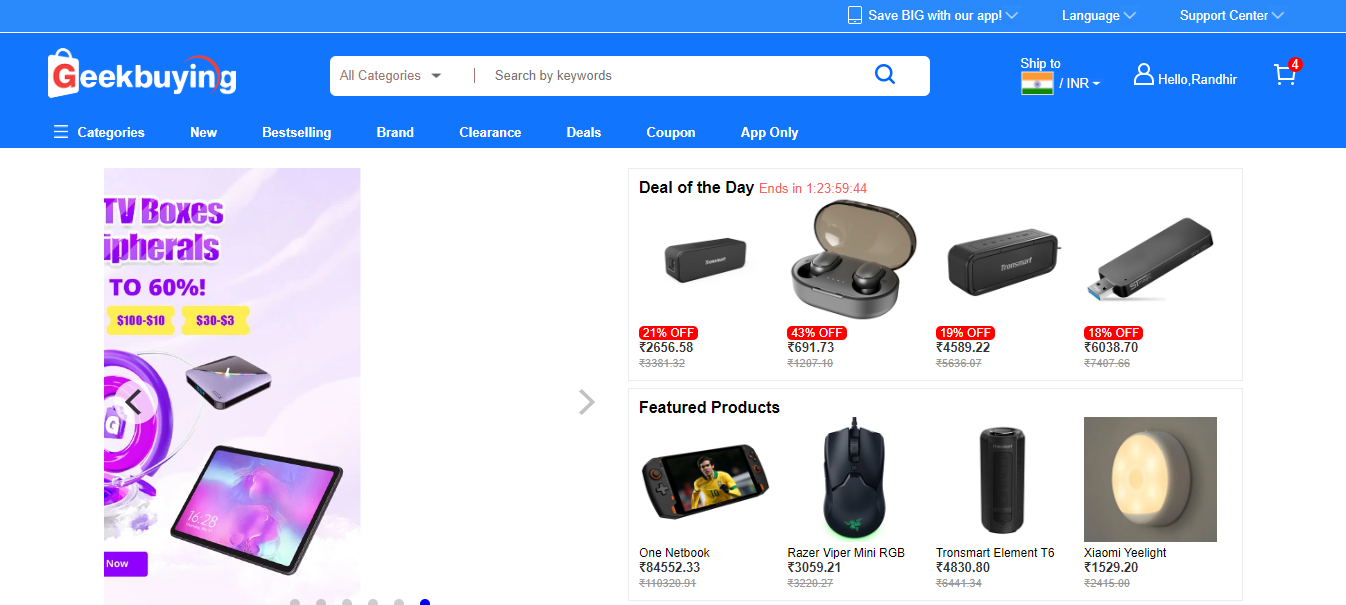 Save BIG with our app!
Language
Support Center
Geekbuying
All Categories
Search by keywords
Ship to
/ INR
Hello,Randhir
4
Categories
New
Bestselling
Brand
Clearance
Deals
Coupon
App Only
TV Boxes
ipherals
TO 60%!
$100-$10
$30-$3
G
16:28
Now
Deal of the Day Ends in 1:23:59:44
Tronsmart
Tronsmart
21% OFF
₹2656.58
₹3381.32
43% OFF
₹691.73
₹1207.10
19% OFF
₹4589.22
₹5636.07
18% OFF
₹6038.70
₹7407.66
Featured Products
10
Tronsmart
One Netbook
₹84552.33
₹110320.91
Razer Viper Mini RGB
₹3059.21
₹3220.27
Tronsmart Element T6
₹4830.80
₹6441.34
Xiaomi Yeelight
₹1529.20
₹2415.00